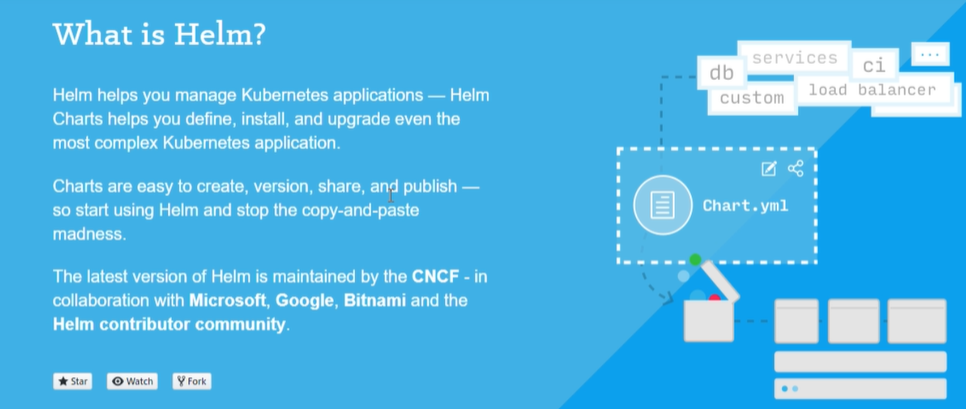 What is Helm?
Helm helps you manage Kubernetes applications — Helm
Charts helps you define, install, and upgrade even the
most complex Kubernetes application.
Charts are easy to create, version, share, and publish —
so start using Helm and stop the copy-and-paste
madness.
The latest version of Helm is maintained by the CNCF - in
collaboration with Microsoft, Google, Bitnami and the
Helm contributor community.
Star
Watch
Fork
services
...
db
ci
custom
load balancer
Chart.yml